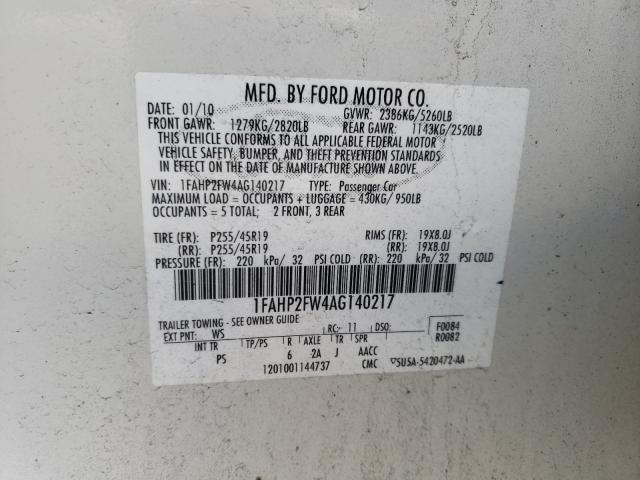 MFD. BY FORD MOTOR CO.
DATE: 01/10 GVWR: 2386KG/5260LB
FRONT GAWR: 1279KG/2820LB REAR GAWR: 1143KG/2520LB
THIS VEHICLE CONFORMS TO ALL APPLICABLE FEDERAL MOTOR
VEHICLE SAFETY, BUMPER, AND THEFT PREVENTION STANDARDS
IN EFFECT ON THE DATE OF MANUFACTURE SHOWN ABOVE.
VIN: 1FAHP2FW4AG140217 TYPE: Passenger Car
MAXIMUM LOAD = OCCUPANTS + LUGGAGE = 430KG/ 950LB
OCCUPANTS = 5 TOTAL; 2 FRONT, 3 REAR
TIRE (FR): P255/45R19 RIMS (FR): 19X8.0J
(RR): P255/45R19 (RR): 19X8.0J
PRESSURE (FR): 220 kPa/ 32 PSI COLD (RR): 220 kPa/ 32 PSI COLD
1FAHP2FW4AG140217
TRAILER TOWING - SEE OWNER GUIDE
EXT PNT: WS RC: 11 DSO: F0084
R0082
INT TR TP/PS R AXLE TR SPR
PS 6 2A J AACC
1201001144737 CMC ▽5U5A-5420472-AA